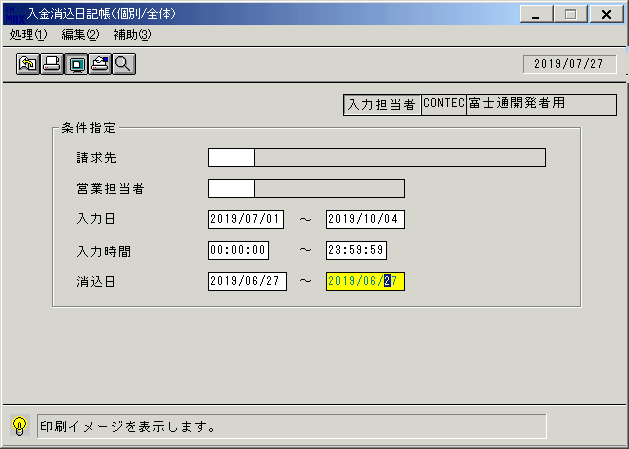 入金消込日記帳(個別/全体)
処理(1) 編集(2) 補助(3)
2019/07/27
入力担当者 CONTEC 富士通開発者用
条件指定
請求先
営業担当者
入力日 2019/07/01 ～ 2019/10/04
入力時間 00:00:00 ～ 23:59:59
消込日 2019/06/27 ～ 2019/06/27
印刷イメージを表示します。